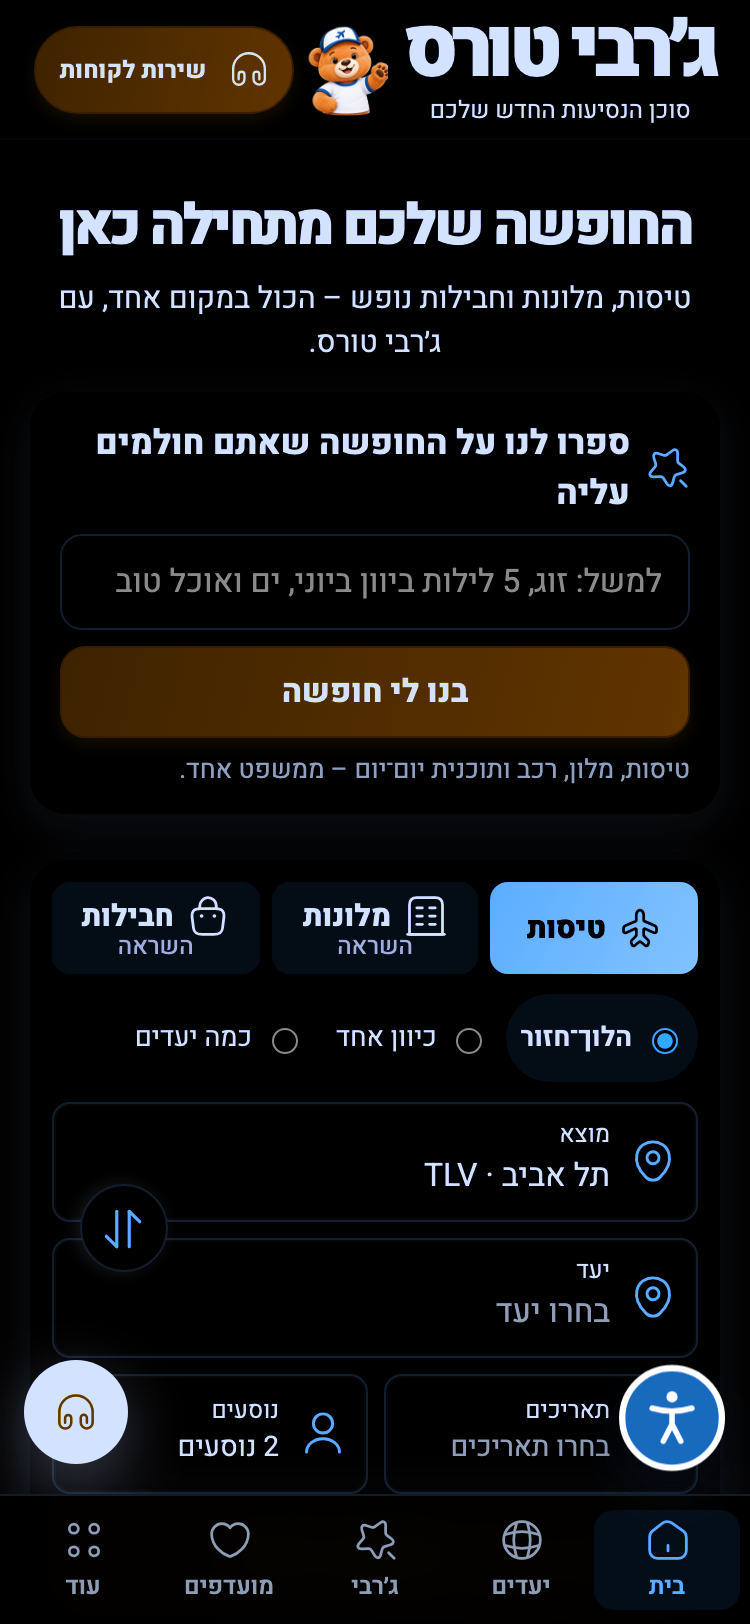 ג'רבי טורס
סוכן הנסיעות החדש שלכם
שירות לקוחות
החופשה שלכם מתחילה כאן
טיסות, מלונות וחבילות נופש – הכול במקום אחד, עם
ג'רבי טורס.
ספרו לנו על החופשה שאתם חולמים
עליה
למשל: זוג, 5 לילות ביוון ביוני, ים ואוכל טוב
בנו לי חופשה
טיסות, מלון, רכב ותוכנית יום־יום – ממשפט אחד.
טיסות
מלונות
השראה
חבילות
השראה
הלוך־חזור
כיוון אחד
כמה יעדים
מוצא
תל אביב · TLV
יעד
בחרו יעד
תאריכים
בחרו תאריכים
נוסעים
2 נוסעים
בית
יעדים
ג'רבי
מועדפים
עוד